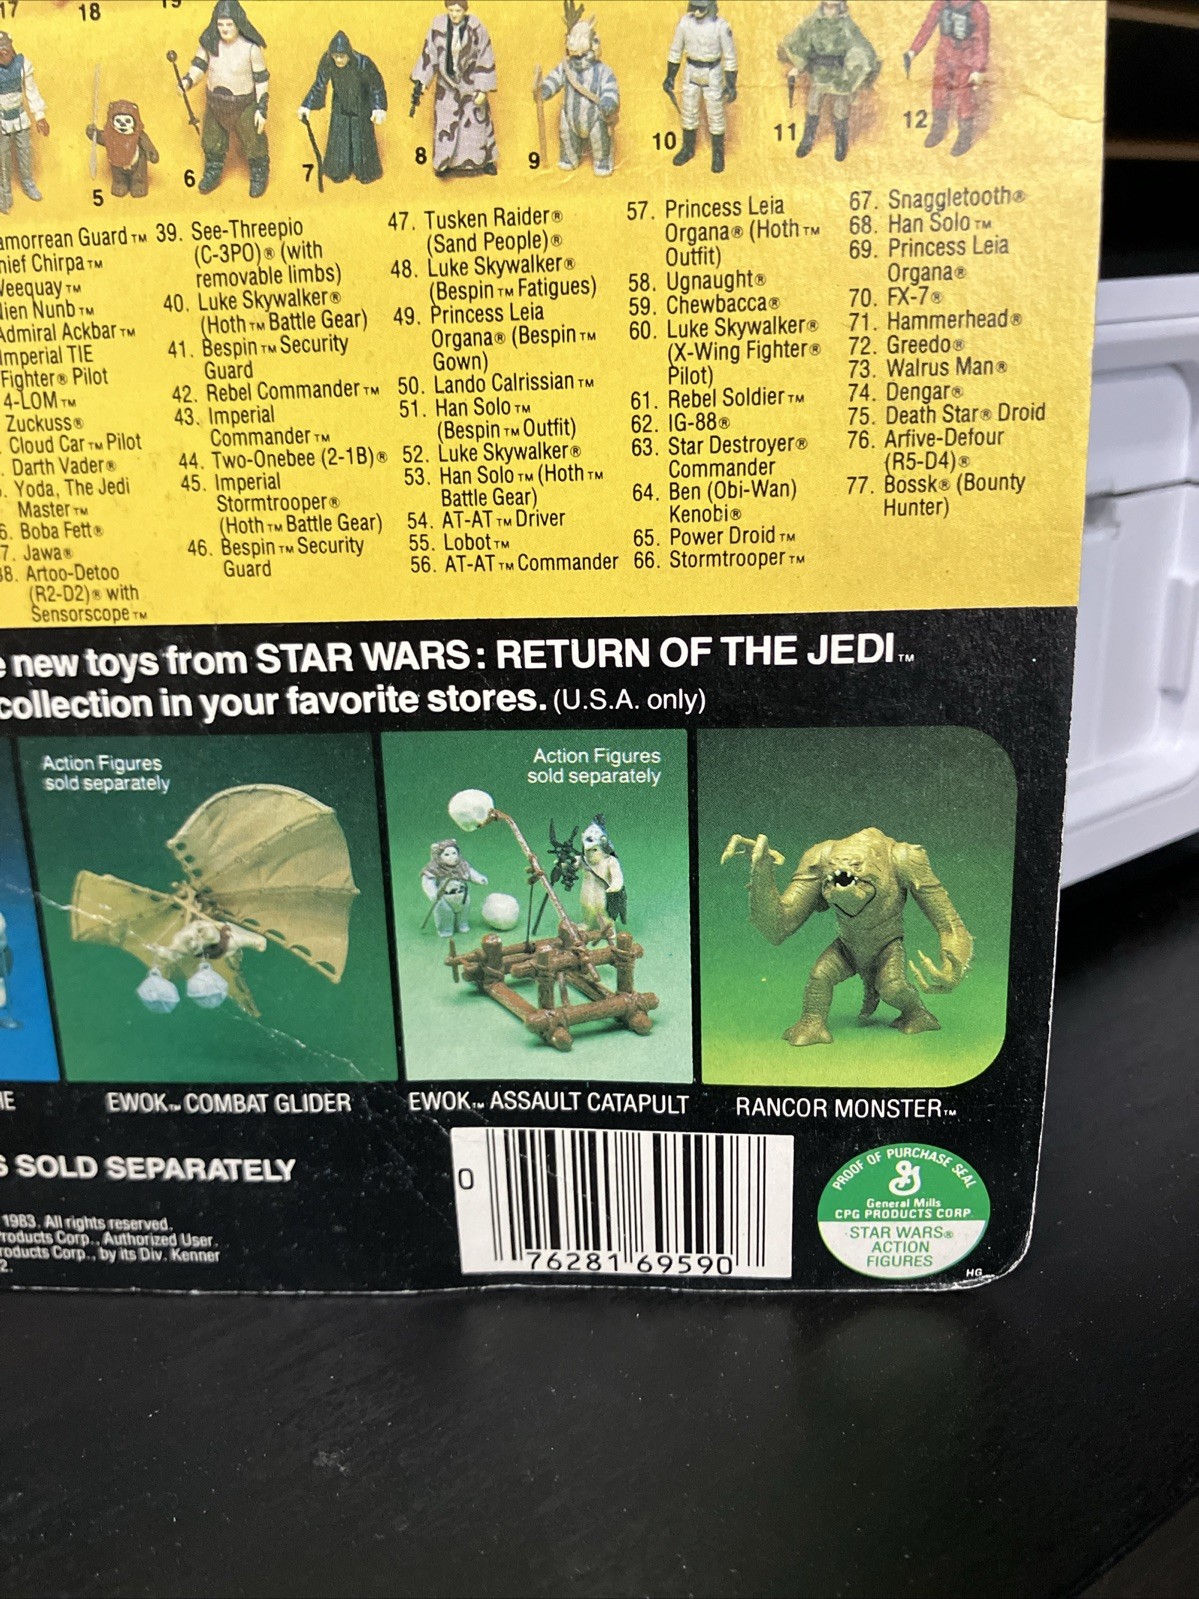 17
18
19
5
6
7
8
9
10
11
12
amorrean Guard™
hief Chirpa™
Weequay™
Nien Nunb™
Admiral Ackbar™
Imperial TIE
Fighter® Pilot
4-LOM™
Zuckuss®
Cloud Car™ Pilot
Darth Vader®
Yoda, The Jedi
Master™
6. Boba Fett®
7. Jawa®
38. Artoo-Detoo
(R2-D2)® with
Sensorscope™
39. See-Threepio
(C-3PO)® (with
removable limbs)
40. Luke Skywalker®
(Hoth™ Battle Gear)
41. Bespin™ Security
Guard
42. Rebel Commander™
43. Imperial
Commander™
44. Two-Onebee (2-1B)®
45. Imperial
Stormtrooper®
(Hoth™ Battle Gear)
46. Bespin™ Security
Guard
47. Tusken Raider®
(Sand People)®
48. Luke Skywalker®
(Bespin™ Fatigues)
49. Princess Leia
Organa® (Bespin™
Gown)
50. Lando Calrissian™
51. Han Solo™
(Bespin™ Outfit)
52. Luke Skywalker®
53. Han Solo™ (Hoth™
Battle Gear)
54. AT-AT™ Driver
55. Lobot™
56. AT-AT™ Commander
57. Princess Leia
Organa® (Hoth™
Outfit)
58. Ugnaught®
59. Chewbacca®
60. Luke Skywalker®
(X-Wing Fighter®
Pilot)
61. Rebel Soldier™
62. IG-88®
63. Star Destroyer®
Commander
64. Ben (Obi-Wan)
Kenobi®
65. Power Droid™
66. Stormtrooper™
67. Snaggletooth®
68. Han Solo™
69. Princess Leia
Organa®
70. FX-7®
71. Hammerhead®
72. Greedo®
73. Walrus Man®
74. Dengar®
75. Death Star® Droid
76. Arfive-Defour
(R5-D4)®
77. Bossk® (Bounty
Hunter)
e new toys from STAR WARS: RETURN OF THE JEDI™
collection in your favorite stores. (U.S.A. only)
Action Figures
sold separately
Action Figures
sold separately
EWOK™ COMBAT GLIDER
EWOK™ ASSAULT CATAPULT
RANCOR MONSTER™
S SOLD SEPARATELY
1983. All rights reserved.
roducts Corp., Authorized User.
roducts Corp., by its Div. Kenner
2.
0 76281 69590
PROOF OF PURCHASE SEAL
General Mills
CPG PRODUCTS CORP
STAR WARS®
ACTION
FIGURES
HG